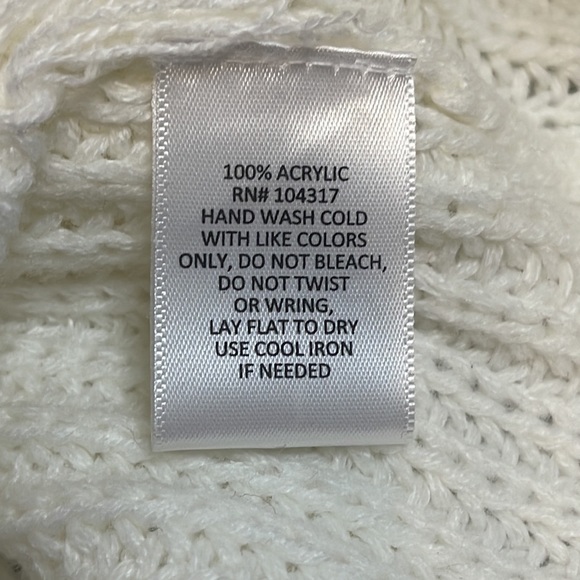 100% ACRYLIC
RN# 104317
HAND WASH COLD
WITH LIKE COLORS
ONLY, DO NOT BLEACH,
DO NOT TWIST
OR WRING,
LAY FLAT TO DRY
USE COOL IRON
IF NEEDED